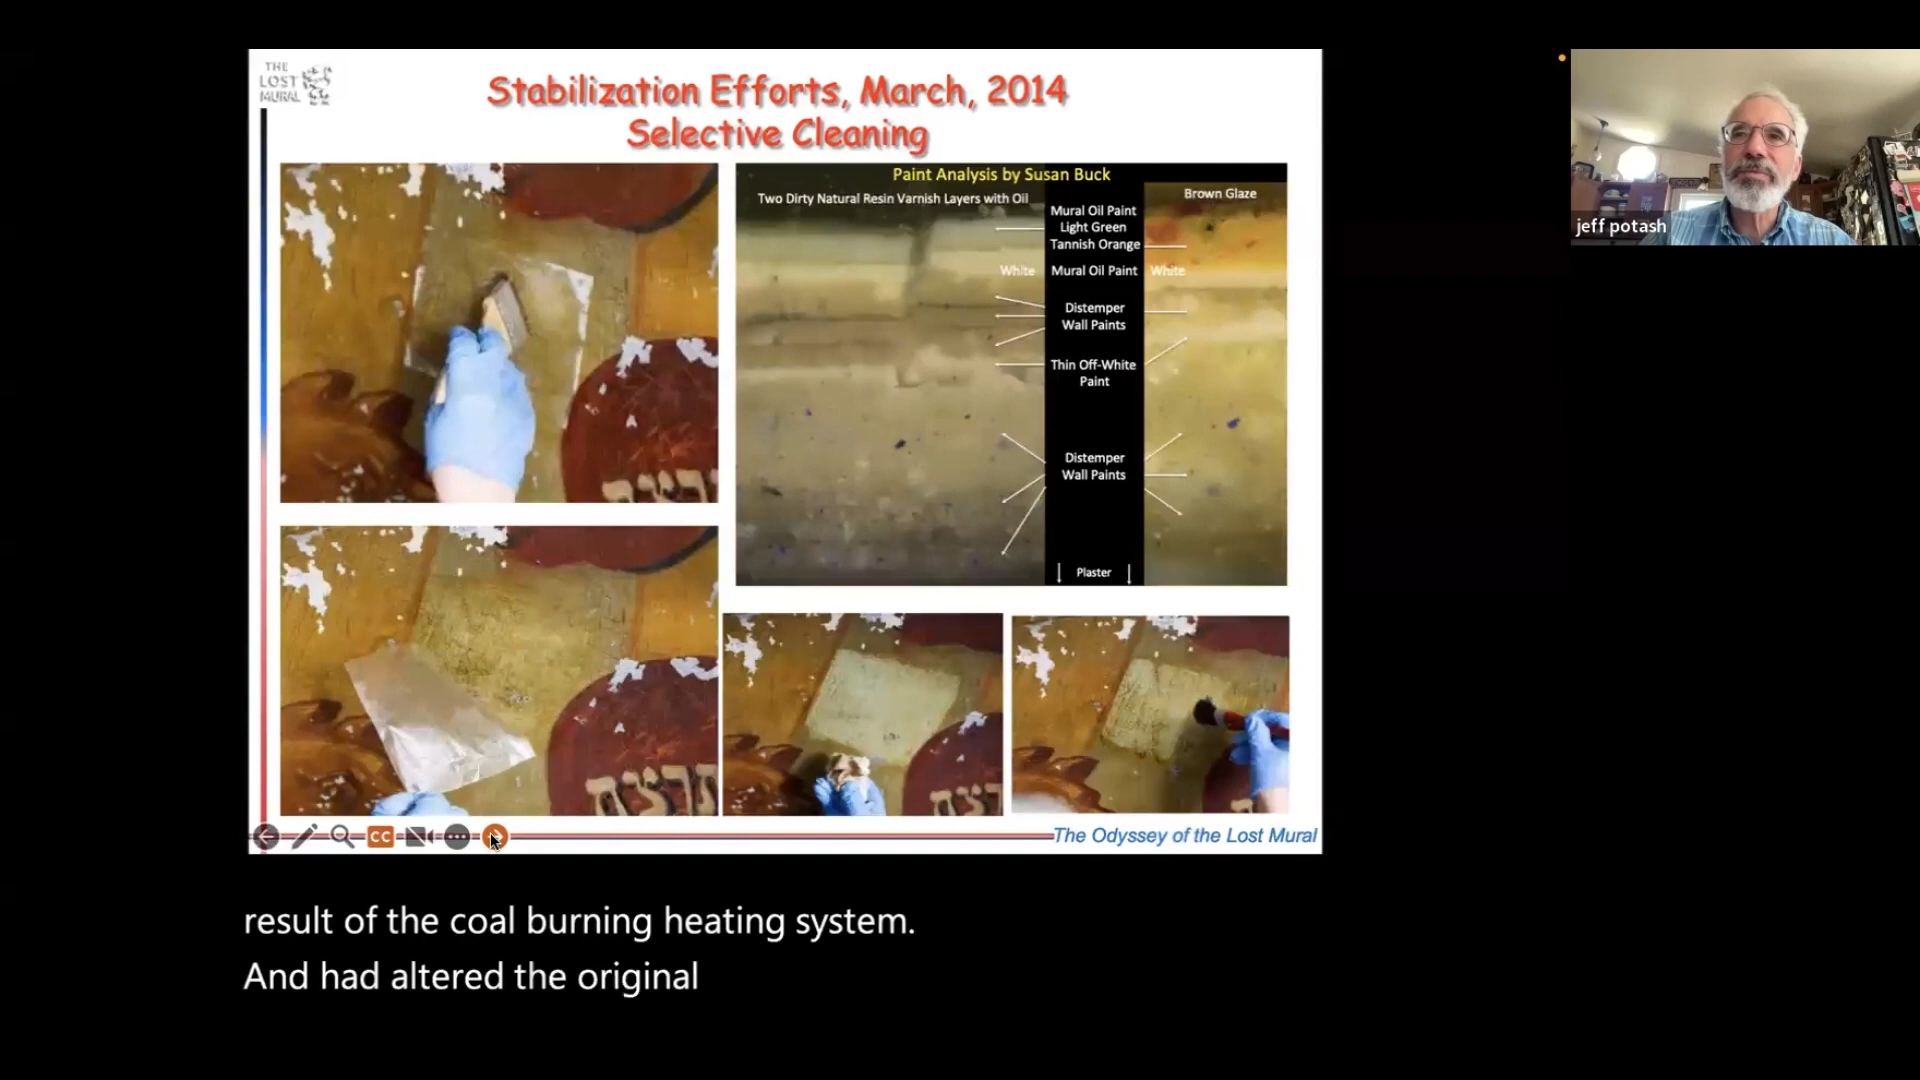 THE
LOST
MURAL
Stabilization Efforts, March, 2014
Selective Cleaning
Paint Analysis by Susan Buck
Two Dirty Natural Resin Varnish Layers with Oil
Brown Glaze
Mural Oil Paint
Light Green
Tannish Orange
White Mural Oil Paint White
Distemper
Wall Paints
Thin Off-White
Paint
Distemper
Wall Paints
Plaster
תרצח
CC
The Odyssey of the Lost Mural
jeff potash
result of the coal burning heating system.
And had altered the original